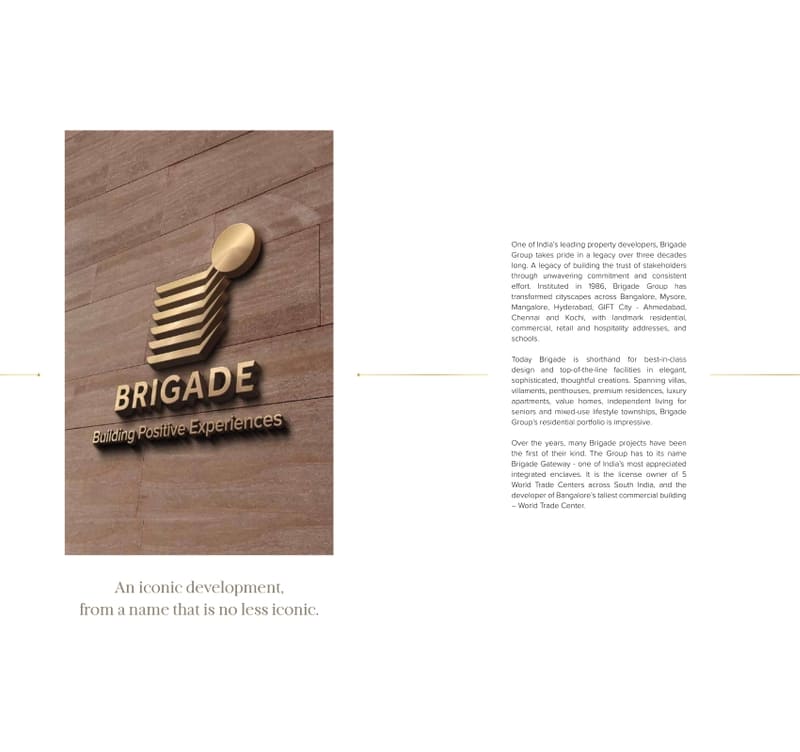 BRIGADE
Building Positive Experiences
An iconic development,
from a name that is no less iconic.
One of India's leading property developers, Brigade
Group takes pride in a legacy over three decades
long. A legacy of building the trust of stakeholders
through unwavering commitment and consistent
effort. Instituted in 1986, Brigade Group has
transformed cityscapes across Bangalore, Mysore,
Mangalore, Hyderabad, GIFT City - Ahmedabad,
Chennai and Kochi, with landmark residential,
commercial, retail and hospitality addresses, and
schools.
Today Brigade is shorthand for best-in-class
design and top-of-the-line facilities in elegant,
sophisticated, thoughtful creations. Spanning villas,
villaments, penthouses, premium residences, luxury
apartments, value homes, independent living for
seniors and mixed-use lifestyle townships, Brigade
Group's residential portfolio is impressive.
Over the years, many Brigade projects have been
the first of their kind. The Group has to its name
Brigade Gateway - one of India's most appreciated
integrated enclaves. It is the license owner of 5
World Trade Centers across South India, and the
developer of Bangalore's tallest commercial building
– World Trade Center.